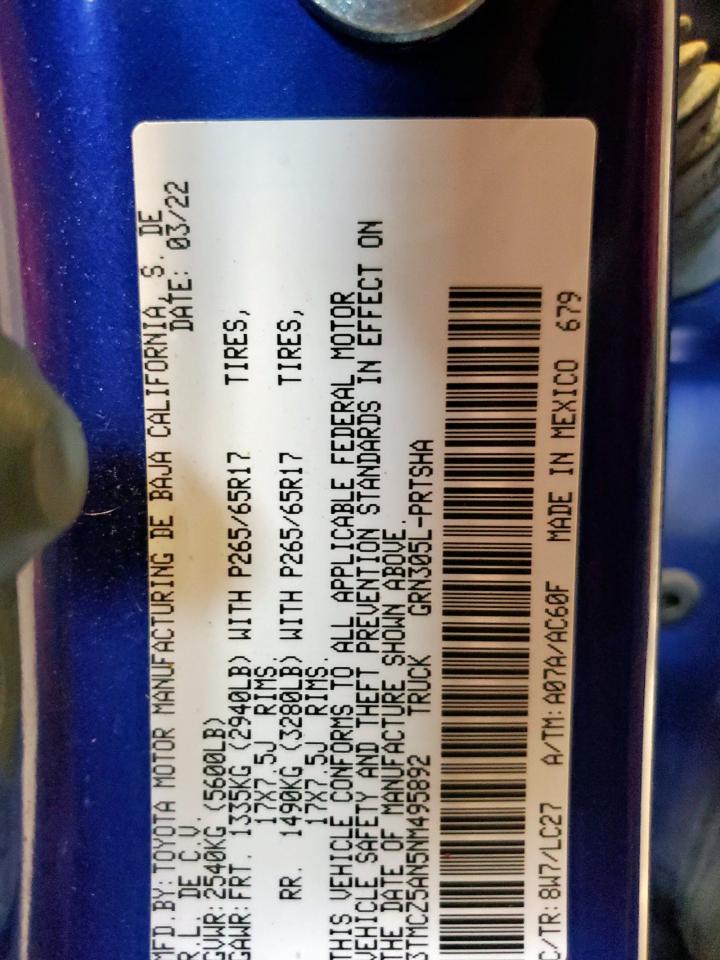 MFD.BY:TOYOTA MOTOR MANUFACTURING DE BAJA CALIFORNIA, S. DE
R.L. DE C.V. DATE: 03/22
GVWR:2540KG (5600LB)
GAWR:FRT. 1335KG (2940LB) WITH P265/65R17 TIRES,
17X7.5J RIMS.
RR. 1490KG (3280LB) WITH P265/65R17 TIRES,
17X7.5J RIMS.
THIS VEHICLE CONFORMS TO ALL APPLICABLE FEDERAL MOTOR
VEHICLE SAFETY AND THEFT PREVENTION STANDARDS IN EFFECT ON
THE DATE OF MANUFACTURE SHOWN ABOVE.
3TMCZ5AN5NM495892 TRUCK GRN305L-PRTSHA
C/TR:8W7/LC27 A/TM:A07A/AC60F MADE IN MEXICO 679